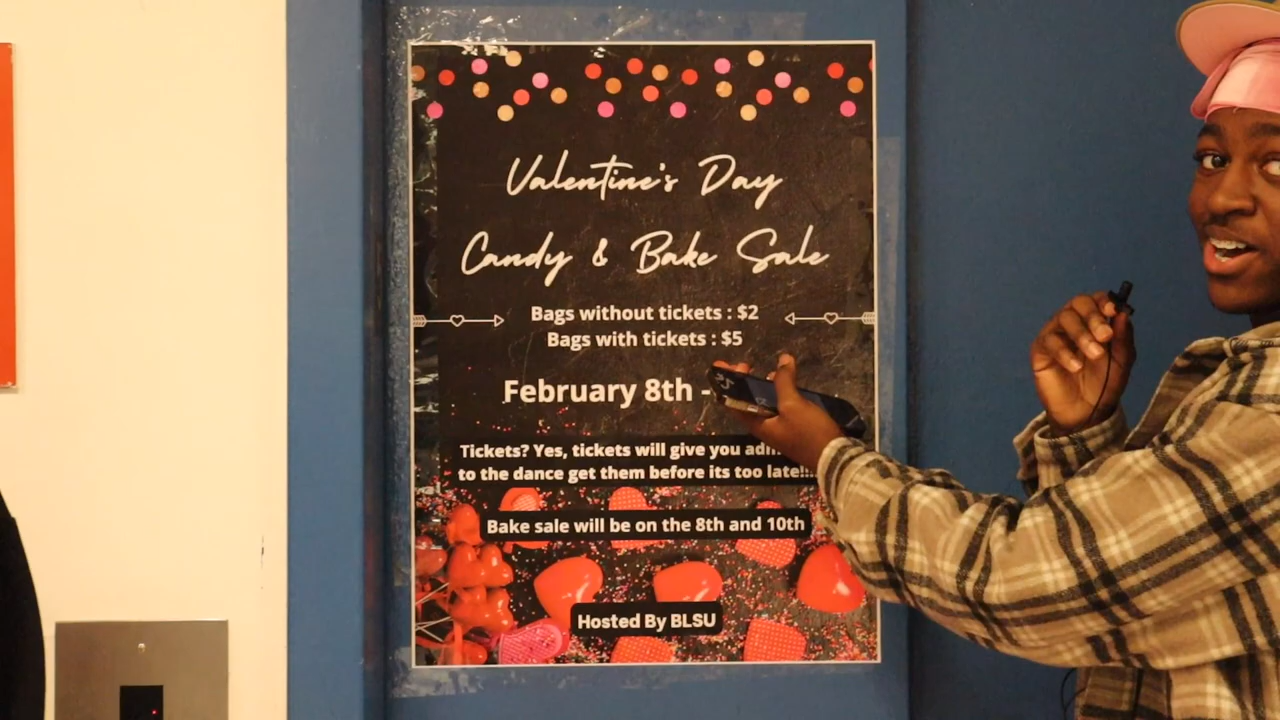 Valentine's Day
Candy & Bake Sale
Bags without tickets : $2
Bags with tickets : $5
February 8th -
Tickets? Yes, tickets will give you
to the dance get them before its too late!!!
Bake sale will be on the 8th and 10th
Hosted By BLSU